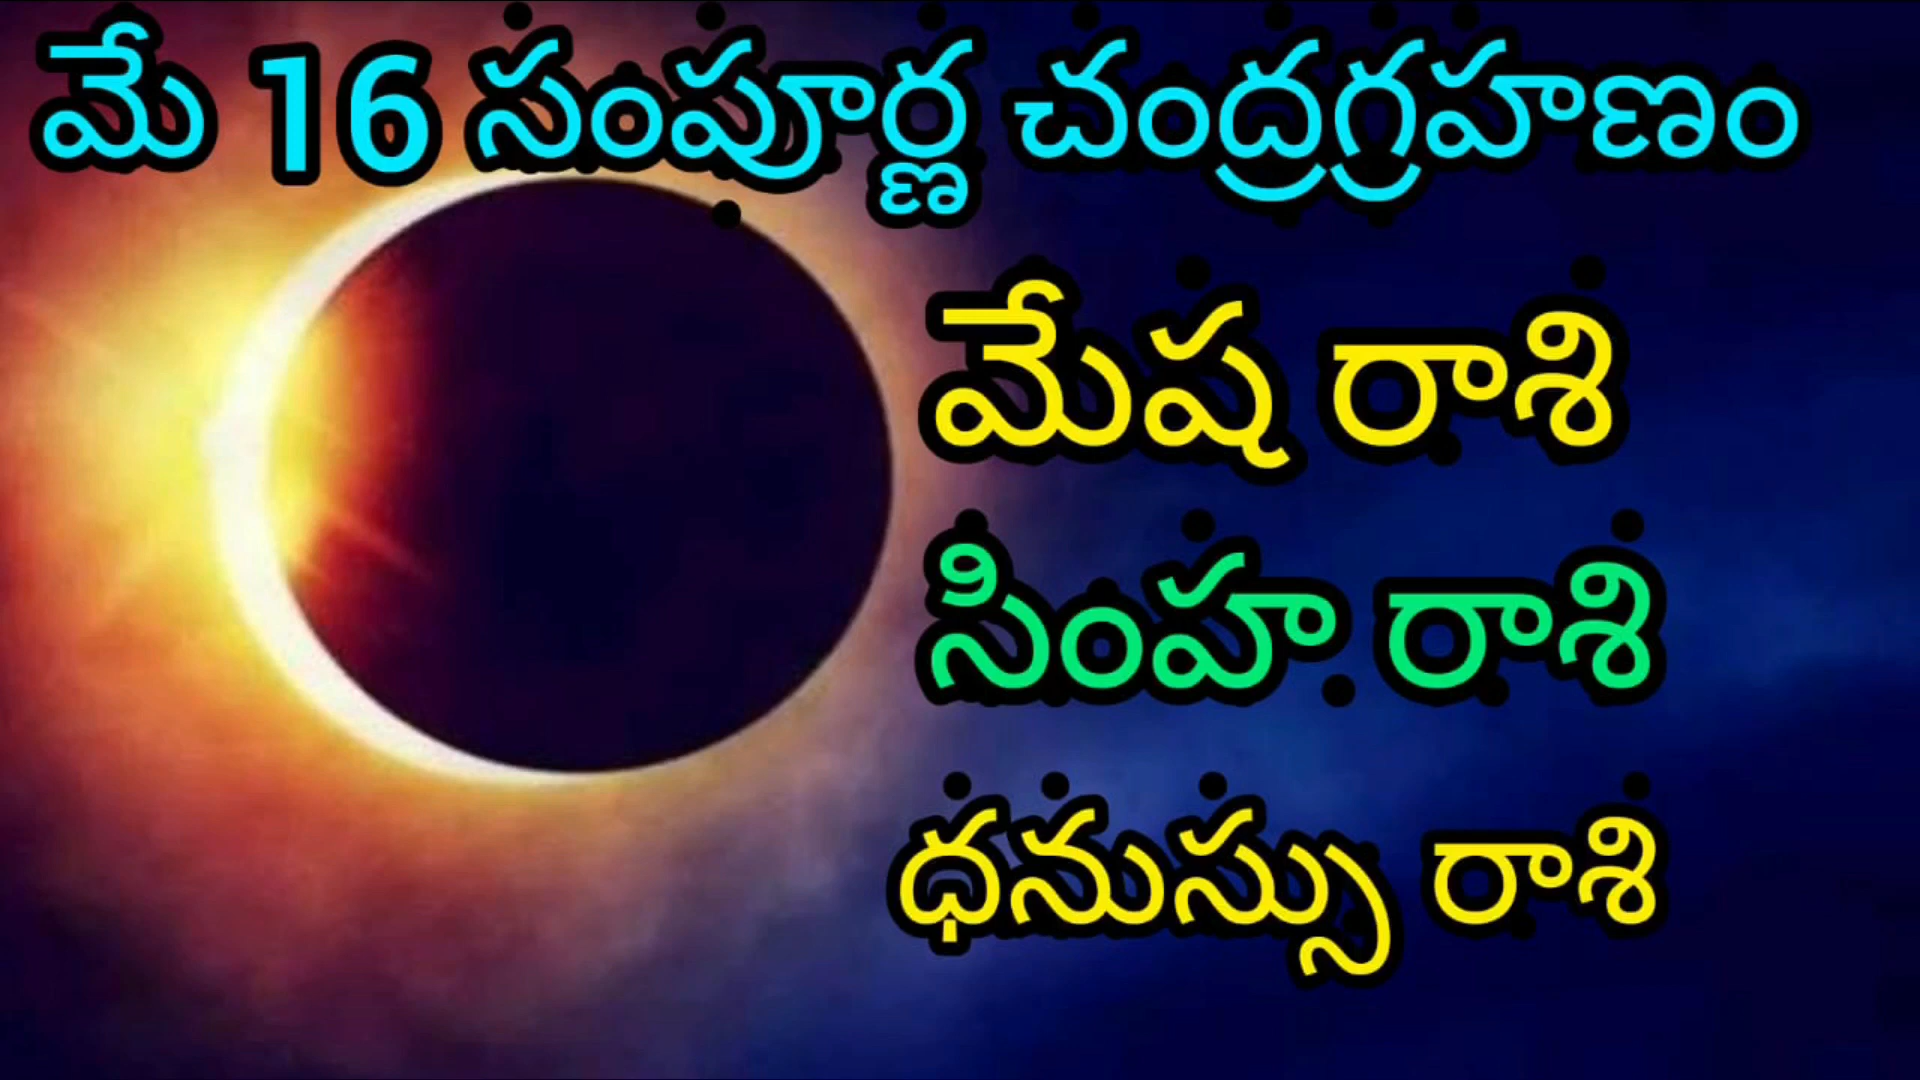 మే 16 సంపూర్ణ చంద్రగ్రహణం
మేష రాశి
సింహ రాశి
ధనుస్సు రాశి